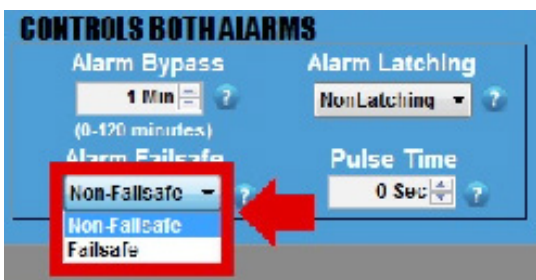 CONTROLS BOTH ALARMS
Alarm Bypass
Alarm Latching
1 Min
?
NonLatching
?
(0-120 minutes)
Alarm Failsafe
Pulse Time
Non-Failsafe
?
0 Sec
?
Non-Failsafe
Failsafe